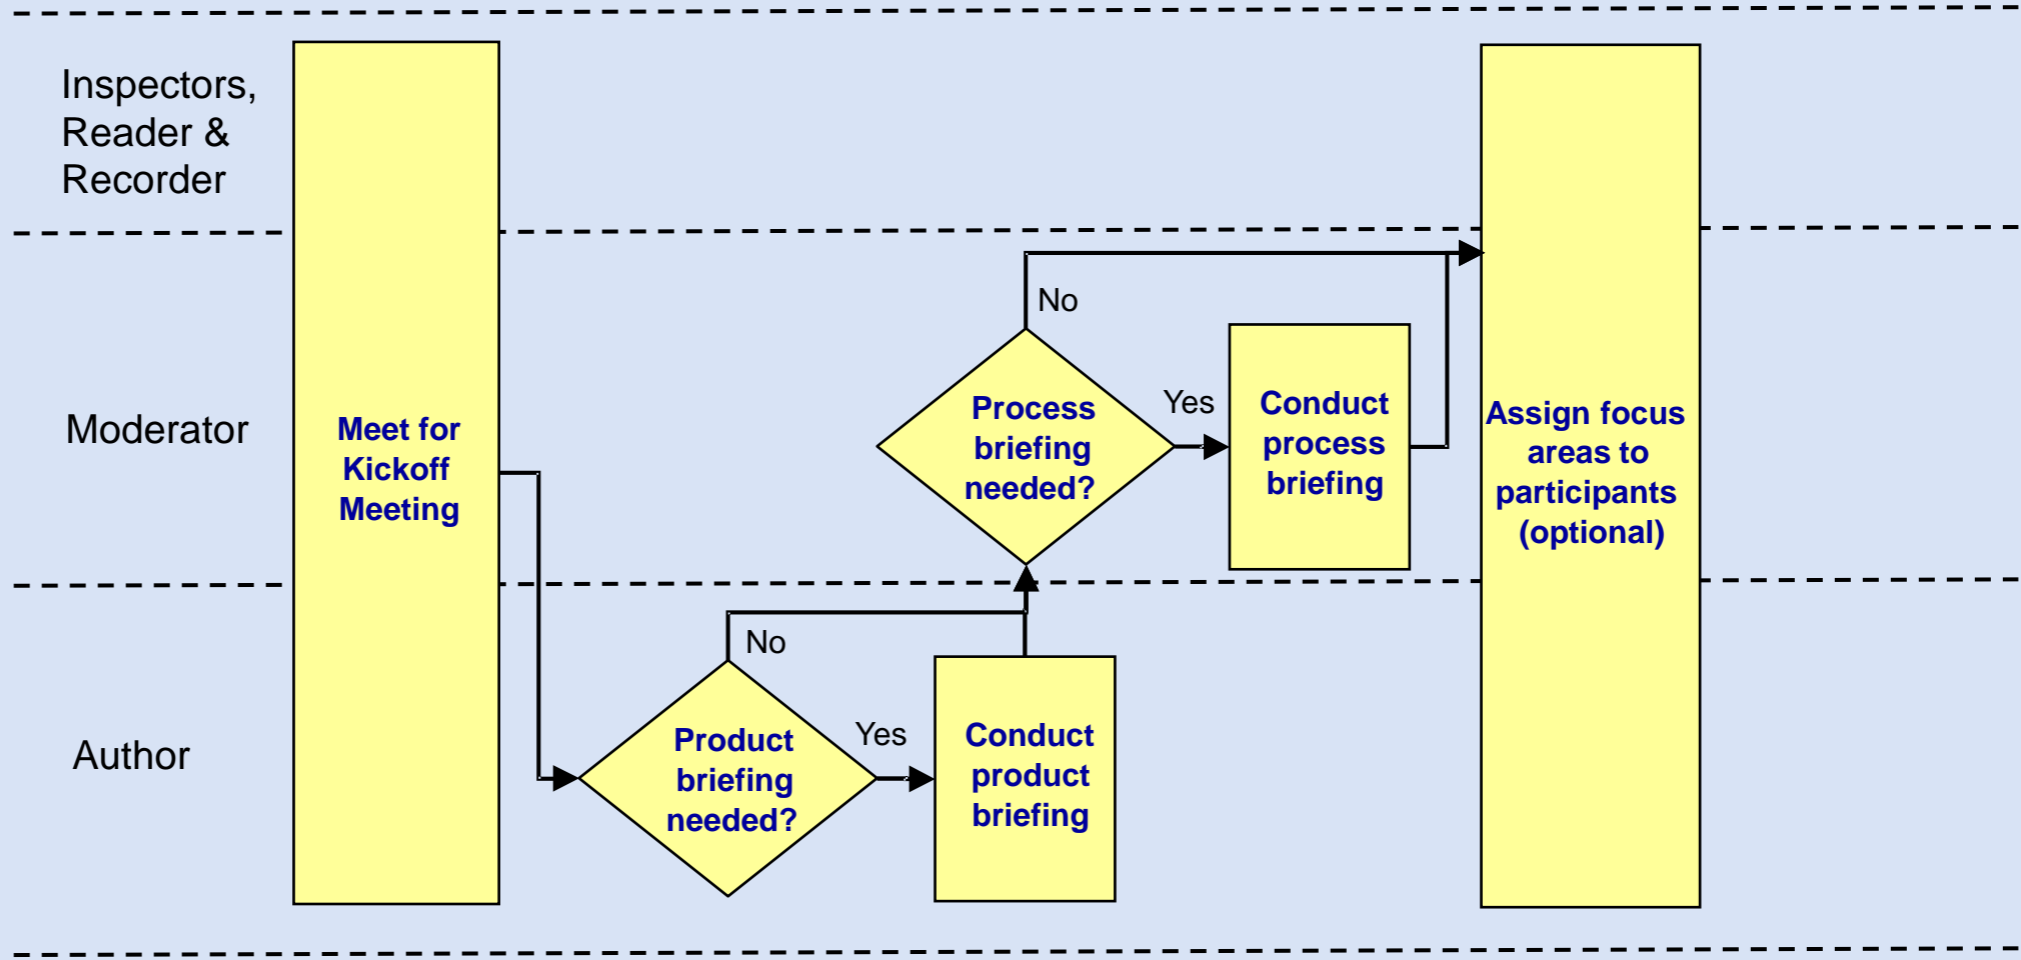 Inspectors,
Reader &
Recorder
Moderator
Author
Meet for
Kickoff
Meeting
Product
briefing
needed?
No
Yes
Conduct
product
briefing
Process
briefing
needed?
No
Yes
Conduct
process
briefing
Assign focus
areas to
participants
(optional)